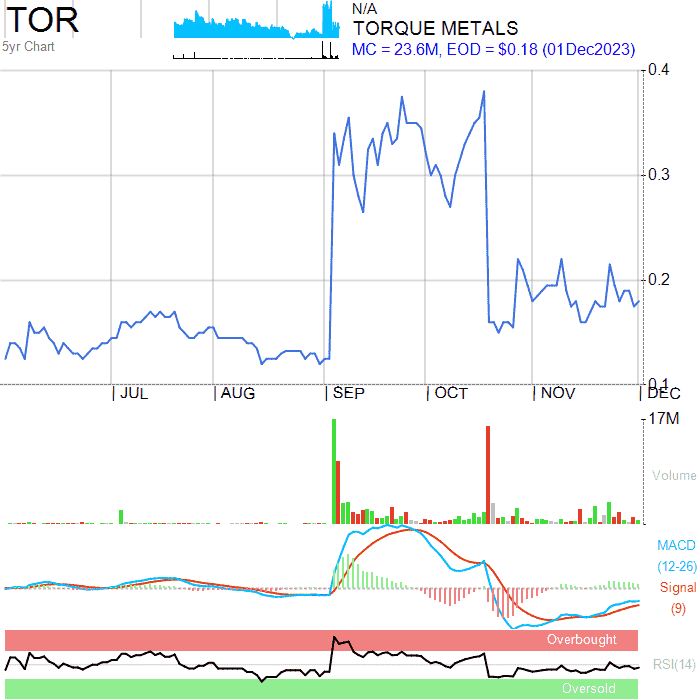 TOR
5yr Chart
N/A
TORQUE METALS
MC = 23.6M, EOD = $0.18 (01Dec2023)
0.4
0.3
0.2
0.1
JUL AUG SEP OCT NOV DEC
17M
Volume
MACD
(12-26)
Signal
(9)
Overbought
RSI(14)
Oversold